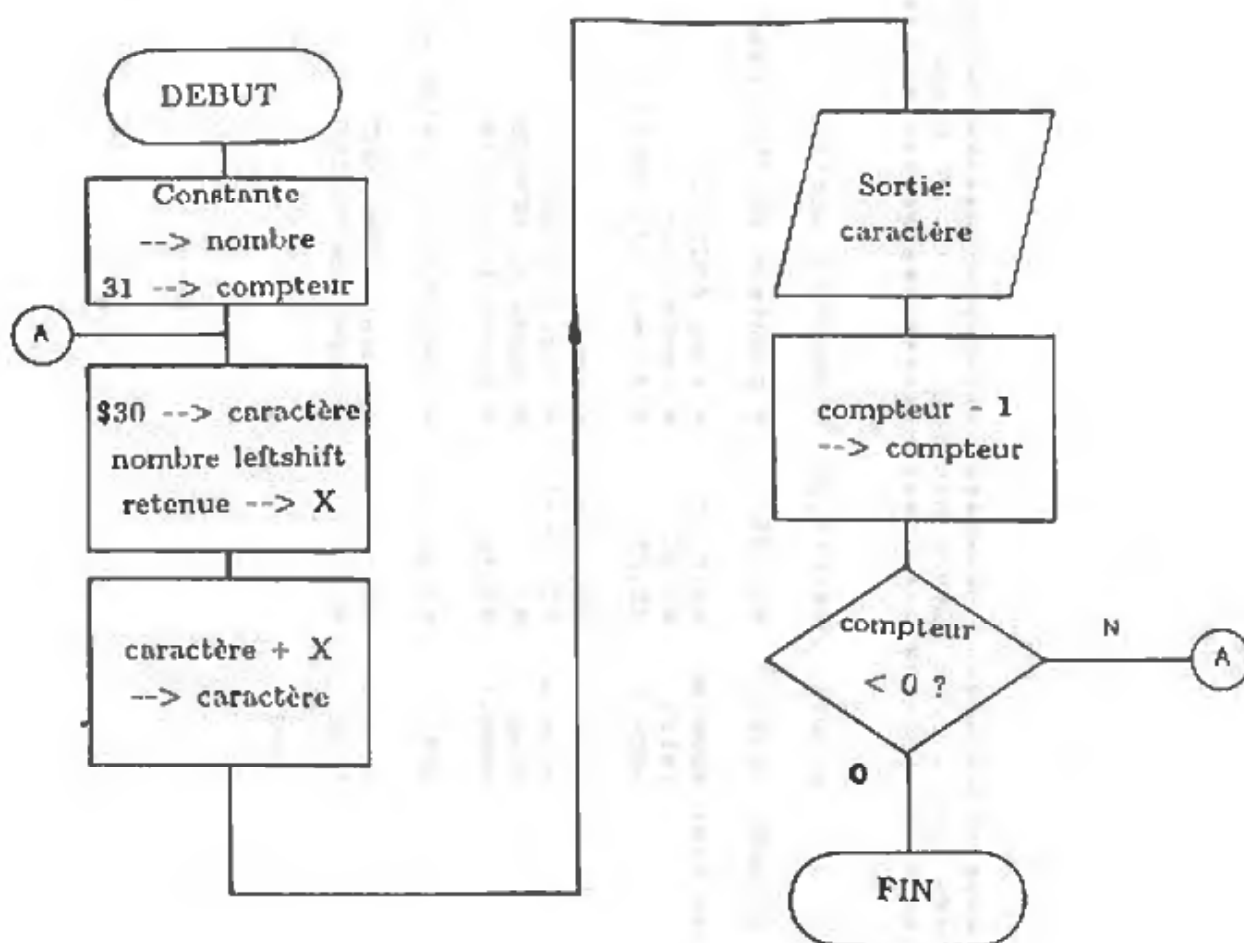 DEBUT
Constante
--> nombre
31 --> compteur
A
$30 --> caractère
nombre leftshift
retenue --> X
caractère + X
--> caractère
Sortie:
caractère
compteur - 1
--> compteur
compteur
< 0 ?
N
A
O
FIN